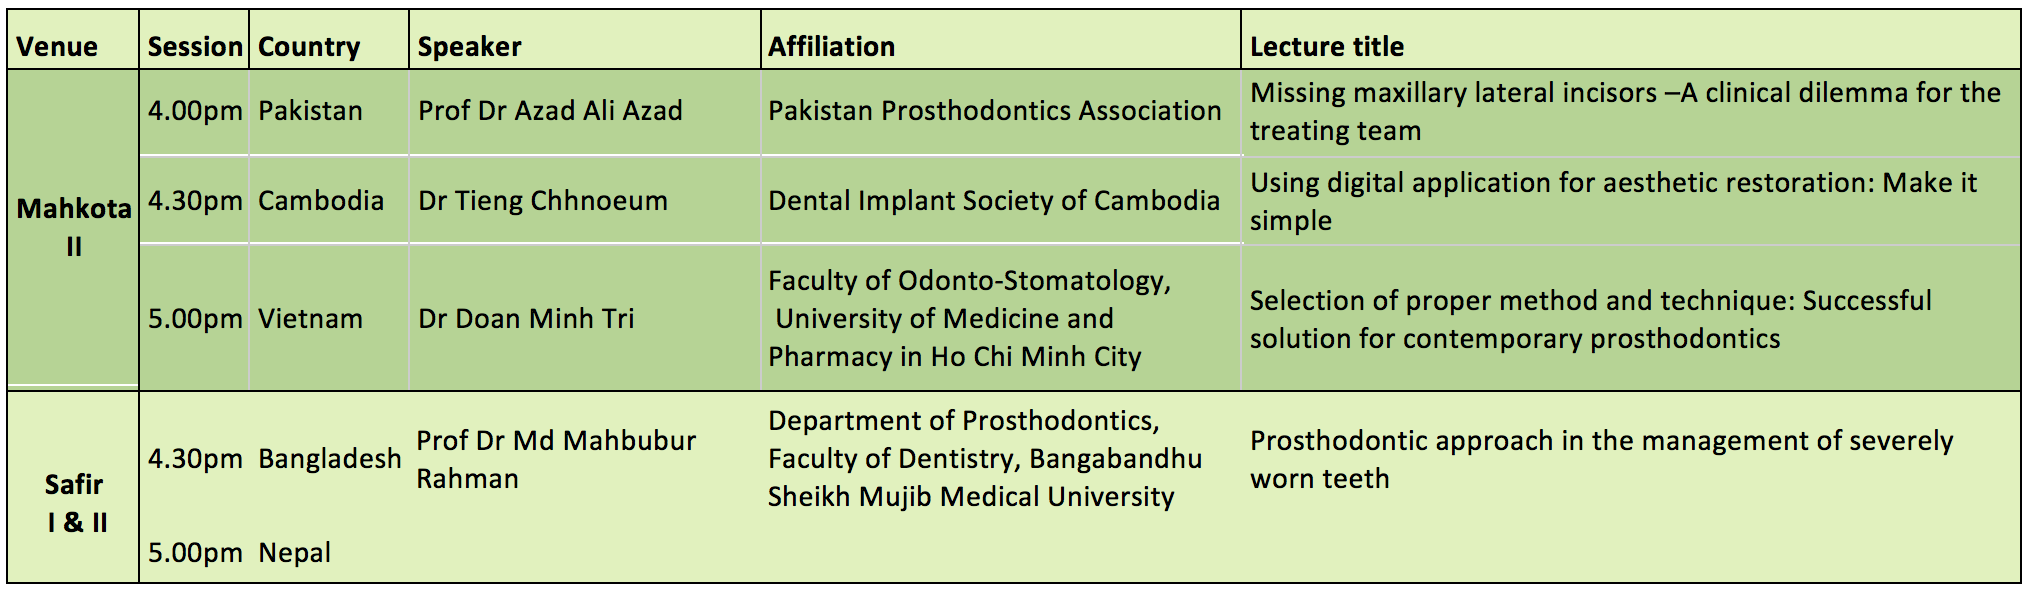 Venue Session Country Speaker Affiliation Lecture title
Mahkota
II
4.00pm Pakistan Prof Dr Azad Ali Azad Pakistan Prosthodontics Association
Missing maxillary lateral incisors –A clinical dilemma for the
treating team
4.30pm Cambodia Dr Tieng Chhnoeum Dental Implant Society of Cambodia
Using digital application for aesthetic restoration: Make it
simple
5.00pm Vietnam Dr Doan Minh Tri
Faculty of Odonto-Stomatology,
University of Medicine and
Pharmacy in Ho Chi Minh City
Selection of proper method and technique: Successful
solution for contemporary prosthodontics
Safir
I & II
4.30pm Bangladesh
Prof Dr Md Mahbubur
Rahman
Department of Prosthodontics,
Faculty of Dentistry, Bangabandhu
Sheikh Mujib Medical University
Prosthodontic approach in the management of severely
worn teeth
5.00pm Nepal